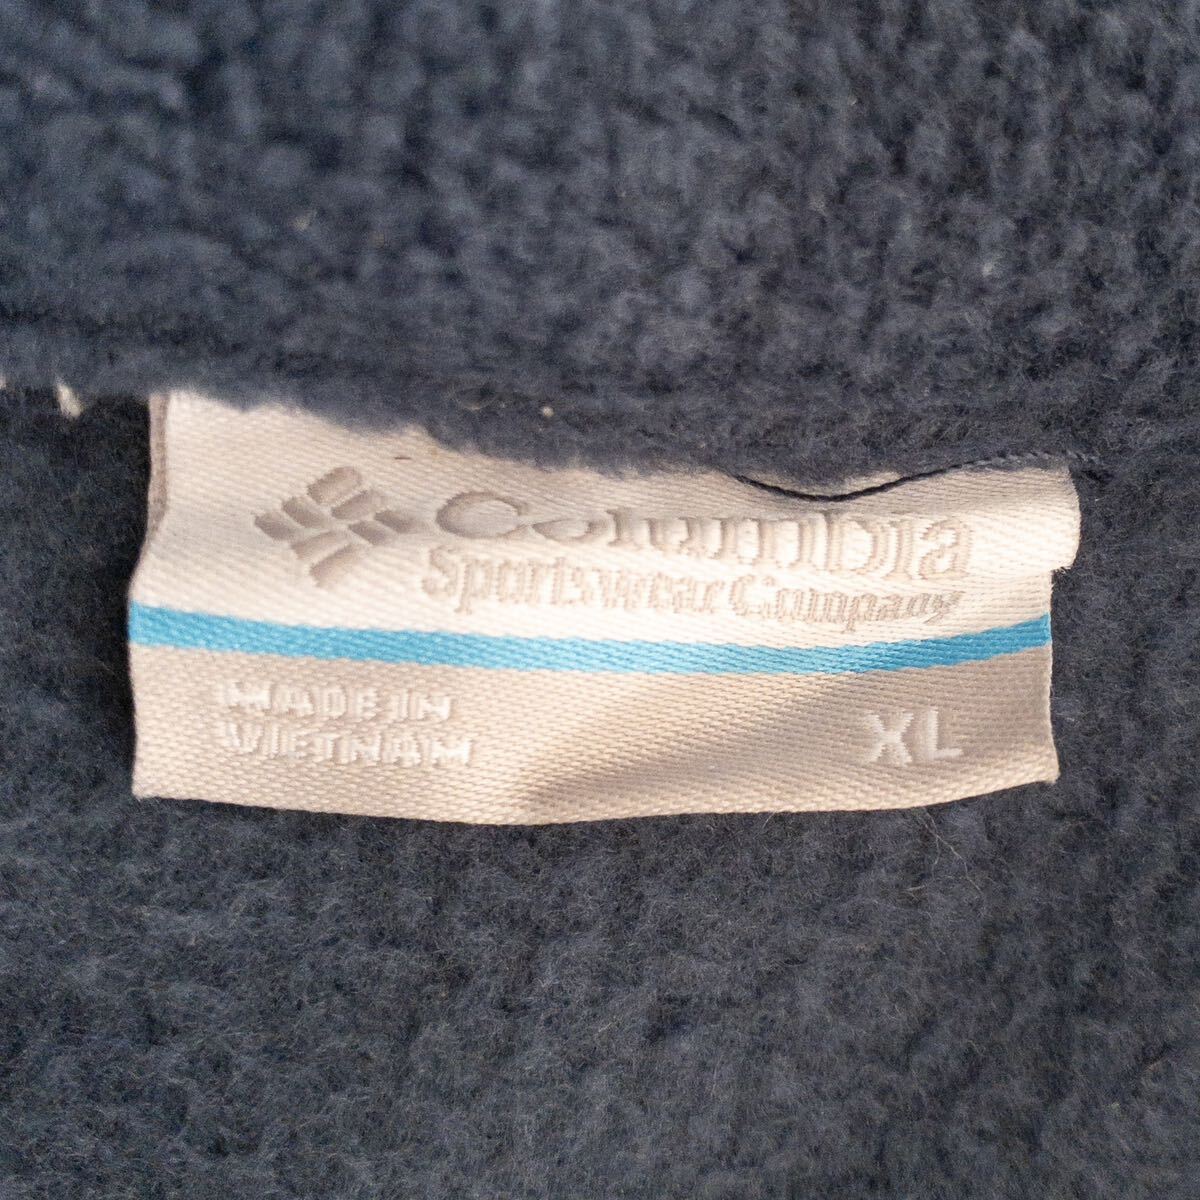 Columbia
Sportswear Company
MADE IN
VIETNAM
XL